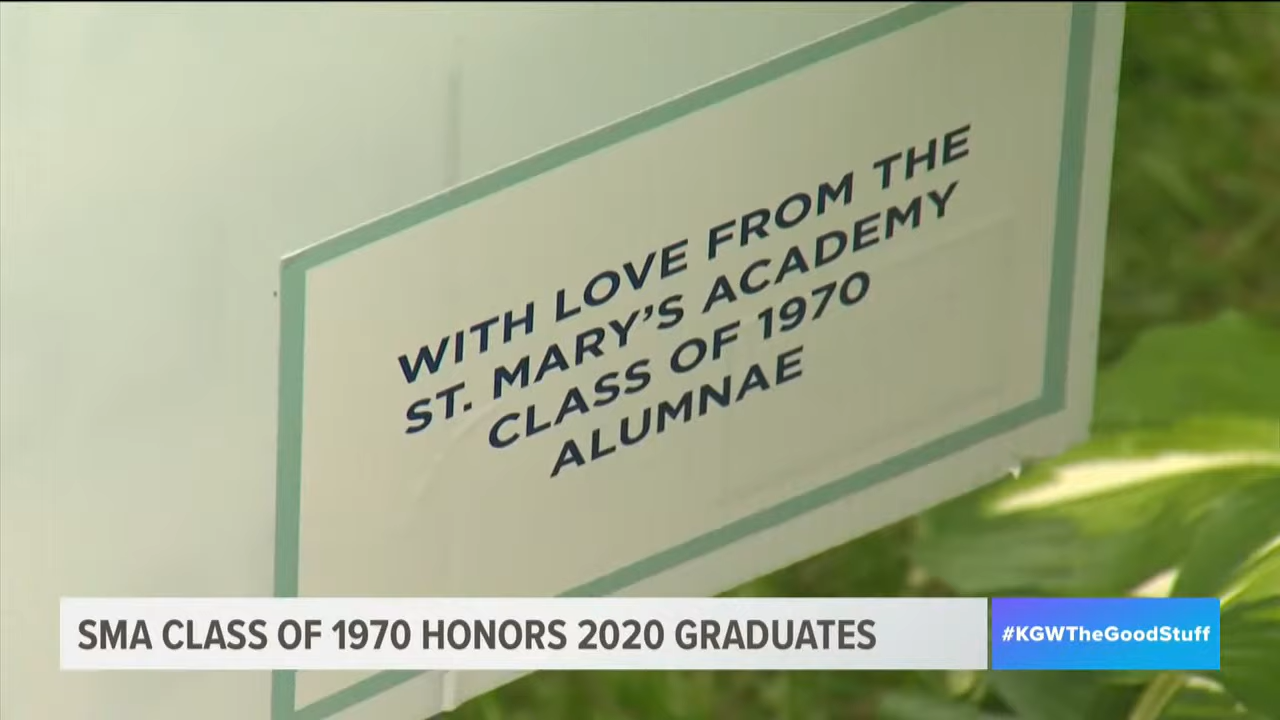 WITH LOVE FROM THE
ST. MARY'S ACADEMY
CLASS OF 1970
ALUMNAE
SMA CLASS OF 1970 HONORS 2020 GRADUATES
#KGWTheGoodStuff